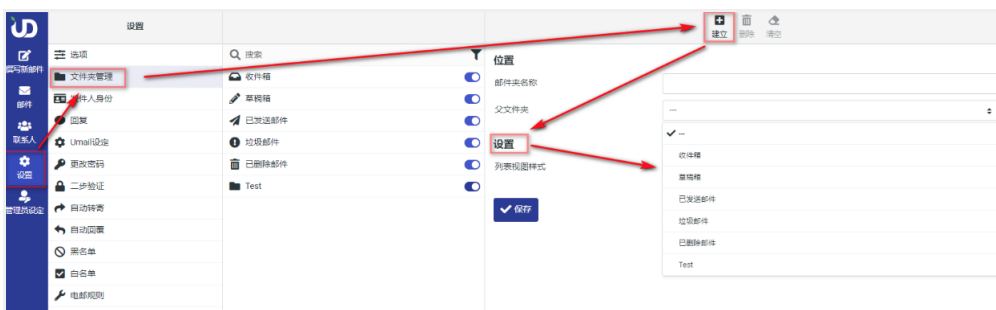 UD
撰写新邮件
邮件
联系人
设置
管理员设定
设置
选项
文件夹管理
寄件人身份
回复
Umail设定
更改密码
二步验证
自动转寄
自动回覆
黑名单
白名单
电邮规则
搜索
收件箱
草稿箱
已发送邮件
垃圾邮件
已删除邮件
Test
建立
删除
清空
位置
邮件夹名称
父文件夹
---
设置
列表视图样式
保存
---
收件箱
草稿箱
已发送邮件
垃圾邮件
已删除邮件
Test